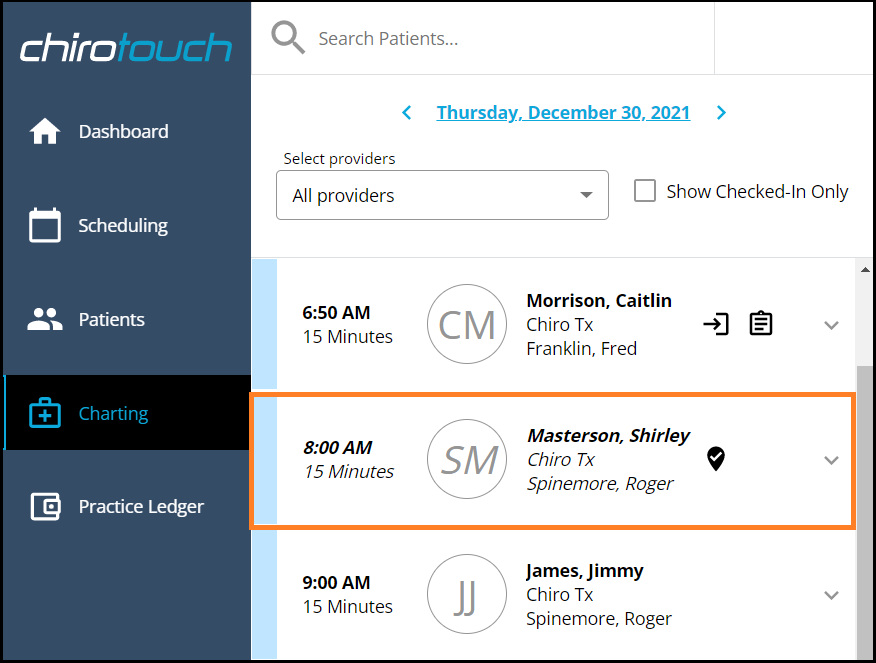 chirotouch
Search Patients...
Thursday, December 30, 2021
Dashboard
Select providers
All providers
Show Checked-In Only
Scheduling
Patients
Charting
Practice Ledger
6:50 AM
15 Minutes
CM
Morrison, Caitlin
Chiro Tx
Franklin, Fred
8:00 AM
15 Minutes
SM
Masterson, Shirley
Chiro Tx
Spinemore, Roger
9:00 AM
15 Minutes
JJ
James, Jimmy
Chiro Tx
Spinemore, Roger